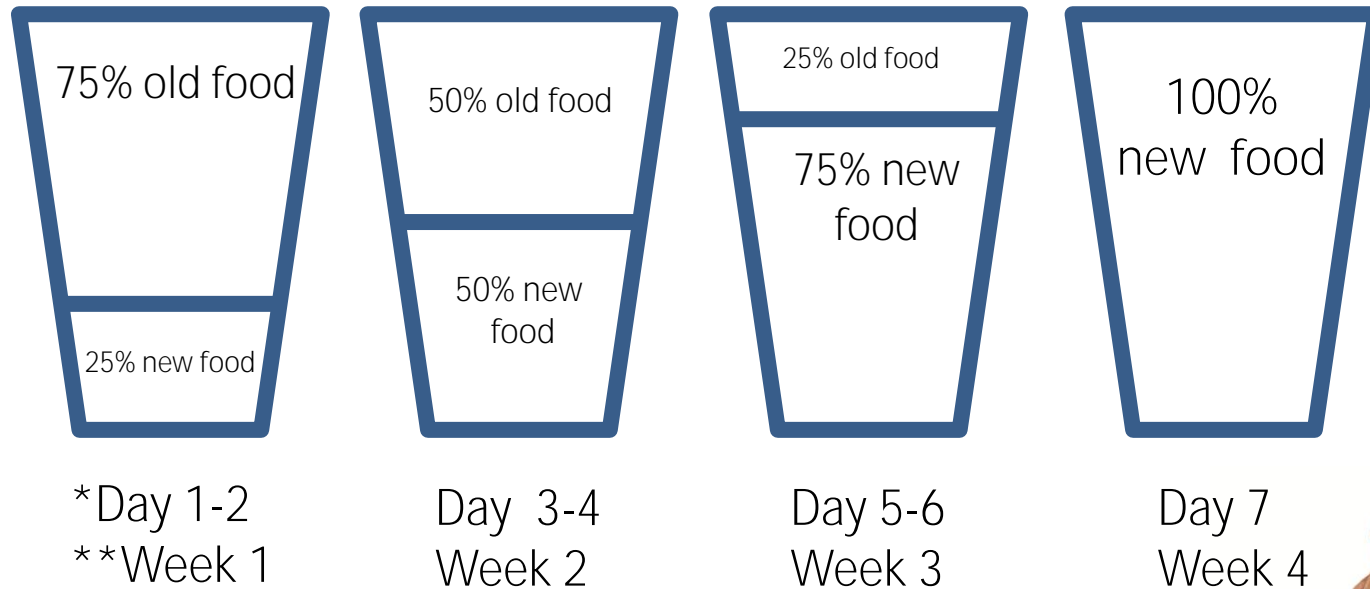 75% old food
25% new food
*Day 1-2
**Week 1
50% old food
50% new
food
Day 3-4
Week 2
25% old food
75% new
food
Day 5-6
Week 3
100%
new food
Day 7
Week 4